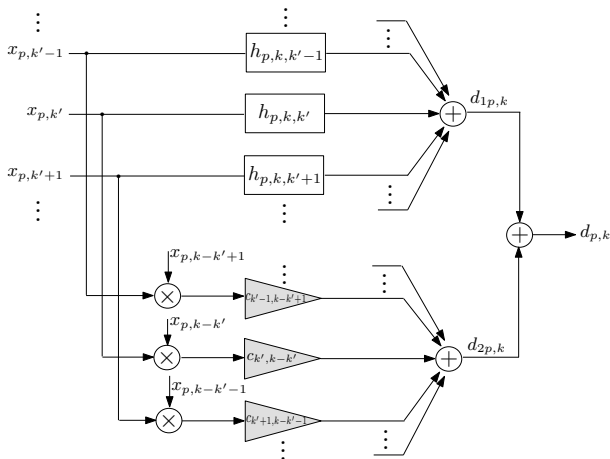 ⋮ ⋮
x_{p,k′−1} h_{p,k,k′−1} ⋮
x_{p,k′} h_{p,k,k′} + d_{1p,k}
x_{p,k′+1} h_{p,k,k′+1}
⋮ ⋮ ⋮
+ d_{p,k}
x_{p,k−k′+1} ⋮
× c_{k′−1,k−k′+1} ⋮
x_{p,k−k′}
× c_{k′,k−k′} + d_{2p,k}
x_{p,k−k′−1}
× c_{k′+1,k−k′−1} ⋮
⋮